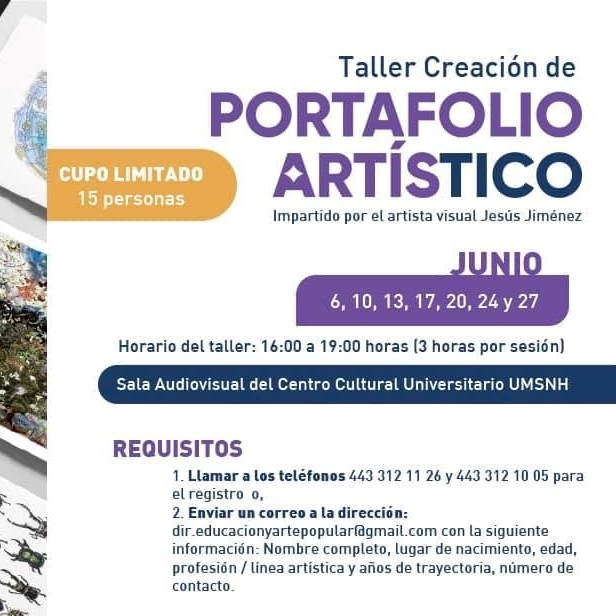 Taller Creación de
PORTAFOLIO
ARTÍSTICO
CUPO LIMITADO
15 personas
Impartido por el artista visual Jesús Jiménez
JUNIO
6, 10, 13, 17, 20, 24 y 27
Horario del taller: 16:00 a 19:00 horas (3 horas por sesión)
Sala Audiovisual del Centro Cultural Universitario UMSNH
REQUISITOS
1. Llamar a los teléfonos 443 312 11 26 y 443 312 10 05 para
el registro o,
2. Enviar un correo a la dirección:
dir.educacionyartepopular@gmail.com con la siguiente
información: Nombre completo, lugar de nacimiento, edad,
profesión / línea artística y años de trayectoria, número de
contacto.